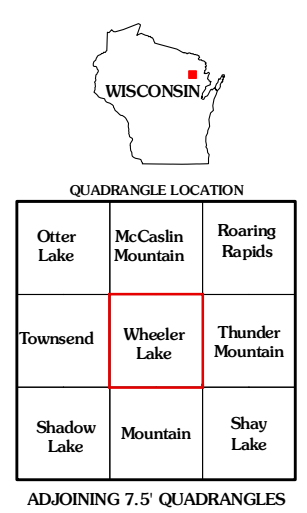 WISCONSIN
QUADRANGLE LOCATION
Otter
Lake
McCaslin
Mountain
Roaring
Rapids
Townsend
Wheeler
Lake
Thunder
Mountain
Shadow
Lake
Mountain
Shay
Lake
ADJOINING 7.5' QUADRANGLES